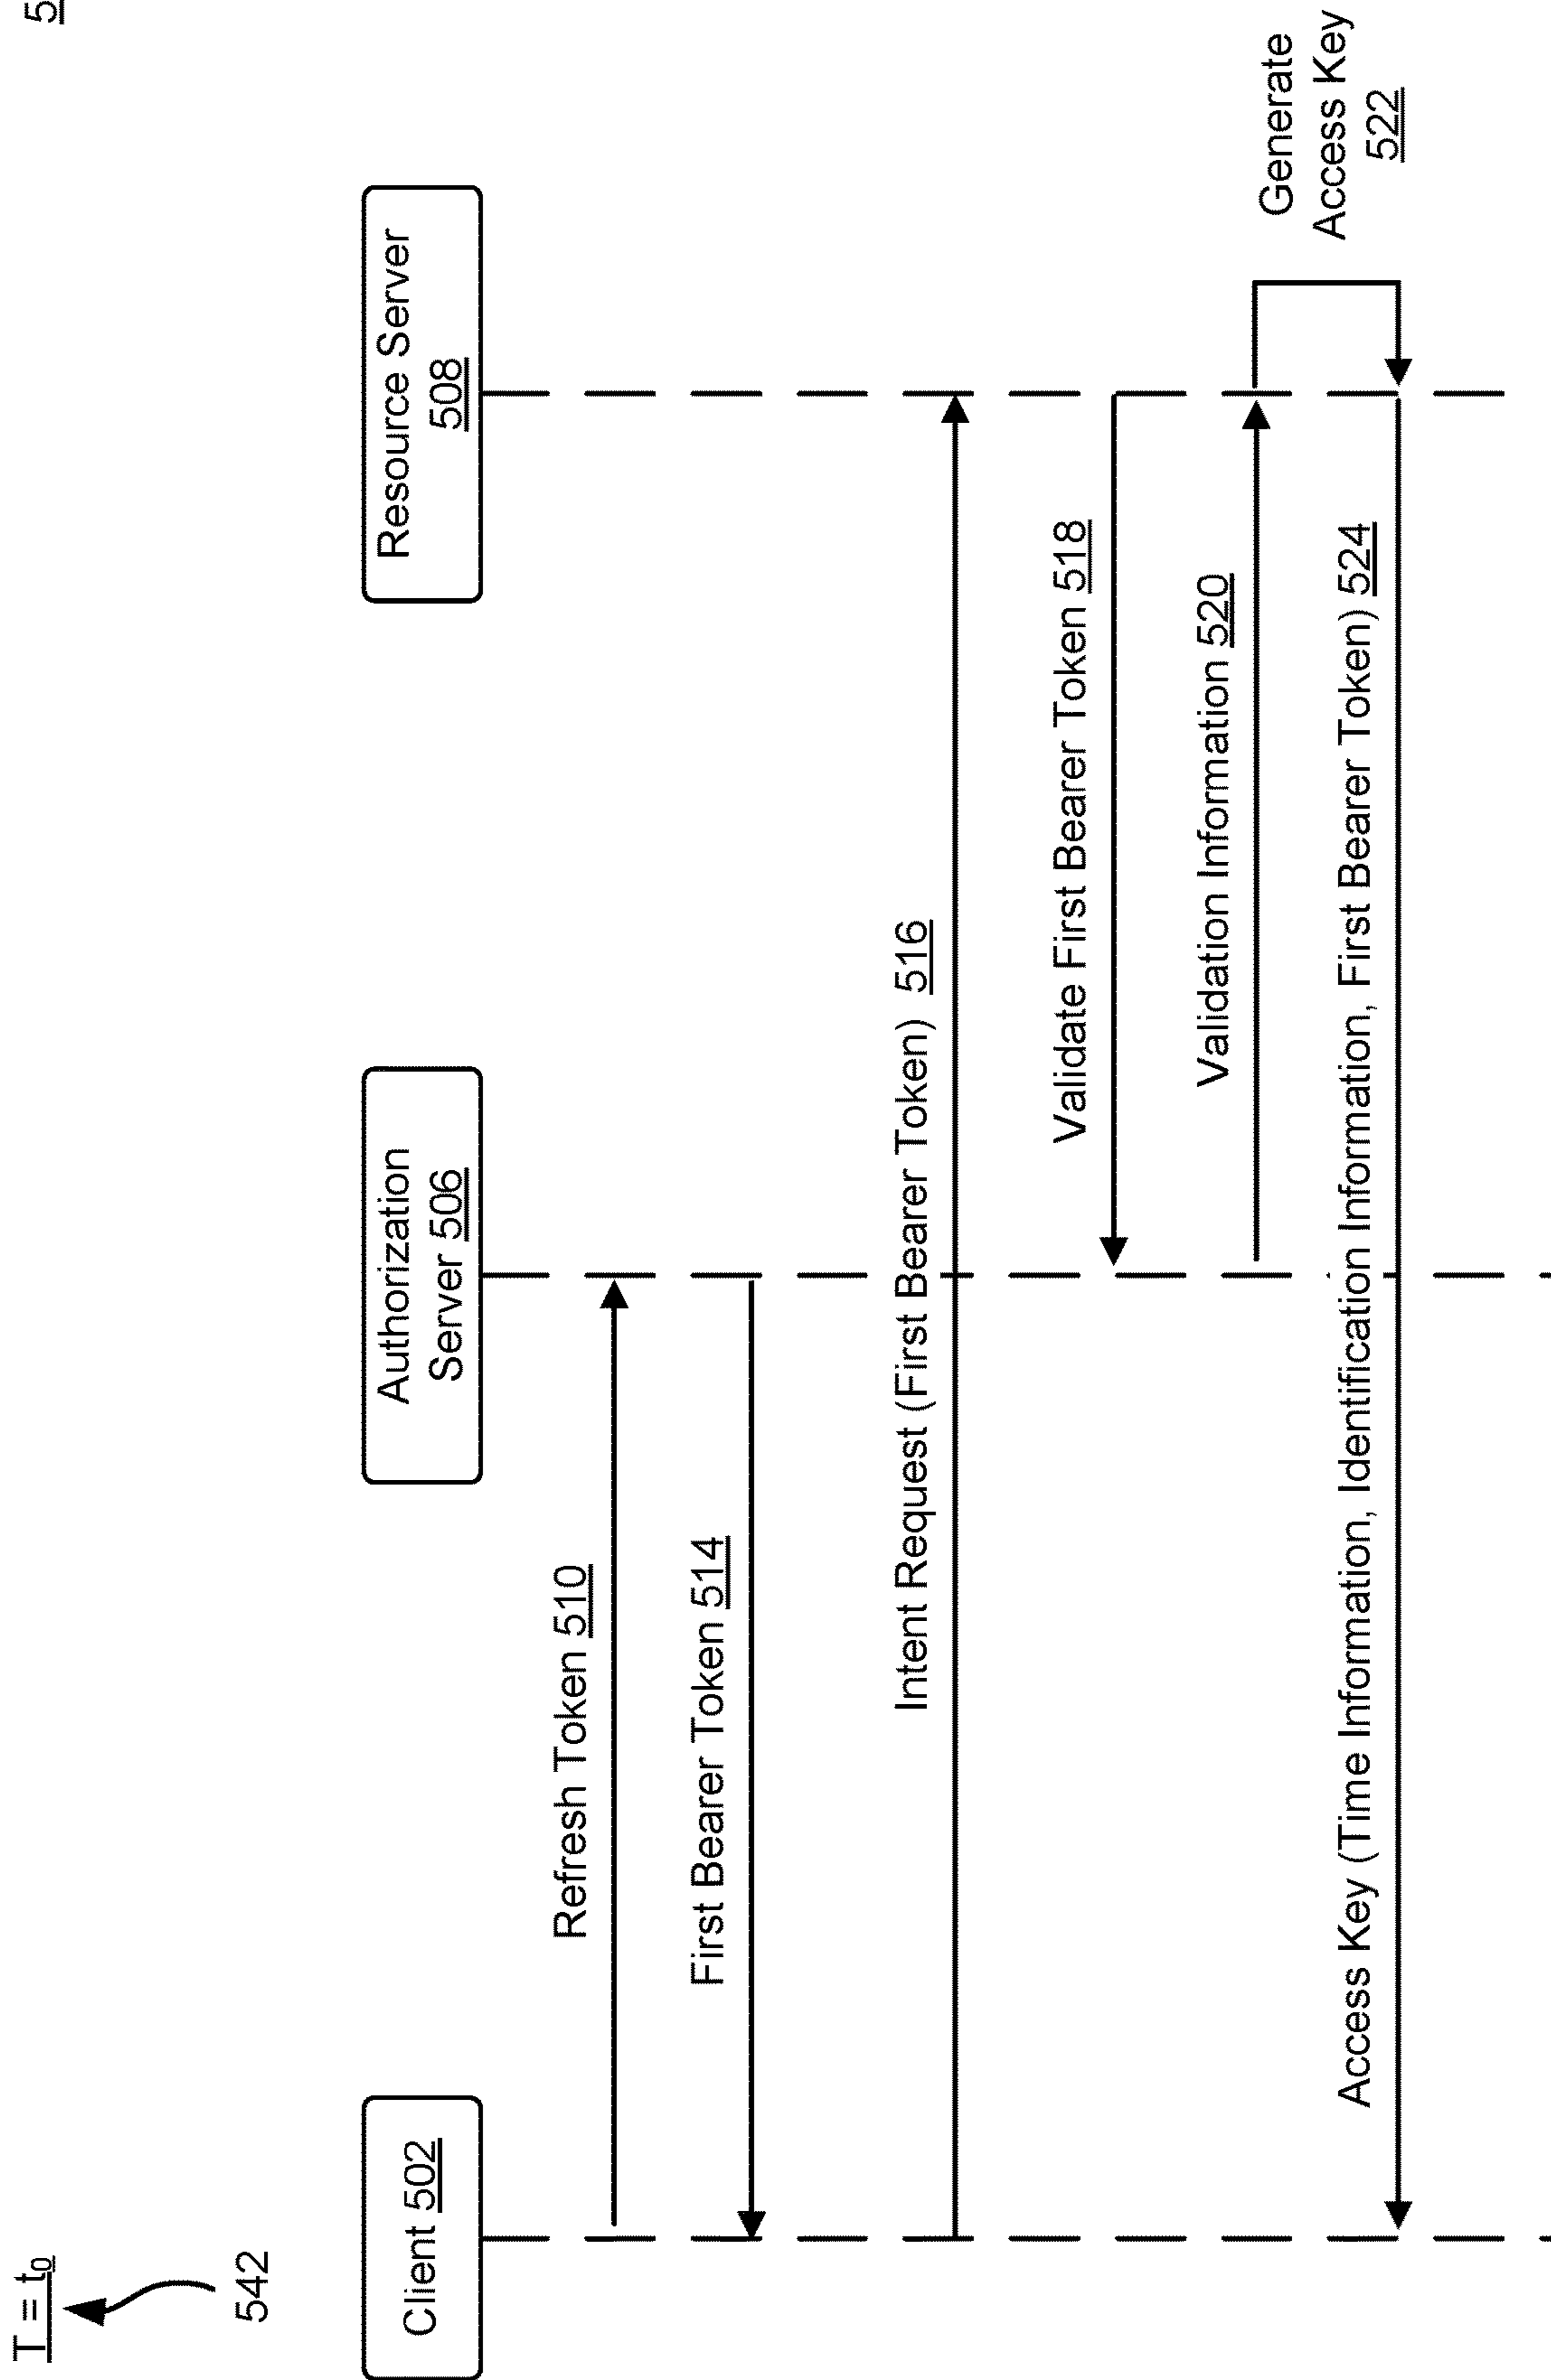 5
T = t0
542
Client 502
Authorization
Server 506
Resource Server
508
Refresh Token 510
First Bearer Token 514
Intent Request (First Bearer Token) 516
Validate First Bearer Token 518
Validation Information 520
Generate
Access Key
522
Access Key (Time Information, Identification Information, First Bearer Token) 524